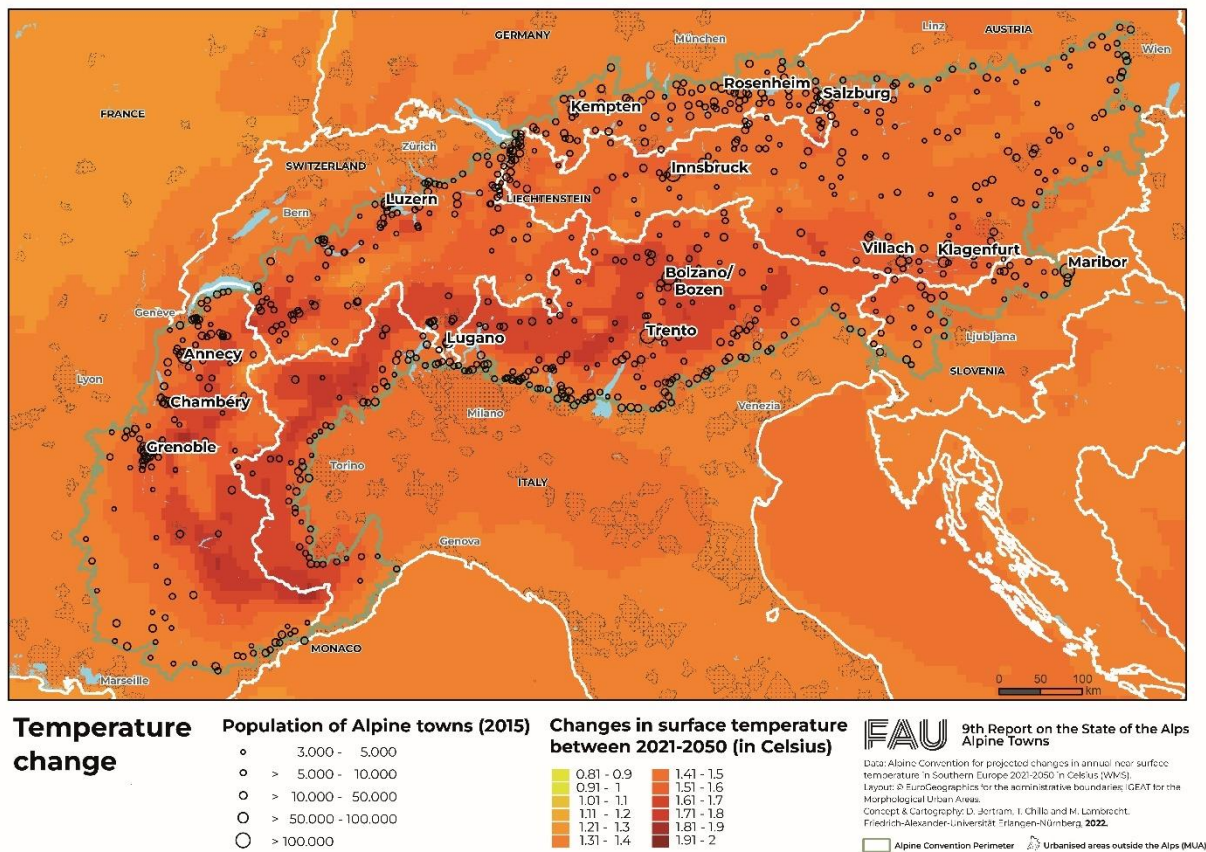 GERMANY
München
Linz
AUSTRIA
Wien
Rosenheim
Salzburg
Kempten
FRANCE
Zürich
SWITZERLAND
Innsbruck
Luzern
LIECHTENSTEIN
Bern
Villach
Klagenfurt
Maribor
Bolzano/
Bozen
Genève
Trento
Lugano
Ljubljana
Annecy
SLOVENIA
Lyon
Chambéry
Milano
Venezia
Grenoble
Torino
ITALY
Genova
MONACO
Marseille
0 50 100
km
Temperature
change
Population of Alpine towns (2015)
3.000 - 5.000
> 5.000 - 10.000
> 10.000 - 50.000
> 50.000 - 100.000
> 100.000
Changes in surface temperature
between 2021-2050 (in Celsius)
0.81 - 0.9
0.91 - 1
1.01 - 1.1
1.11 - 1.2
1.21 - 1.3
1.31 - 1.4
1.41 - 1.5
1.51 - 1.6
1.61 - 1.7
1.71 - 1.8
1.81 - 1.9
1.91 - 2
FAU
9th Report on the State of the Alps
Alpine Towns
Data: Alpine Convention for projected changes in annual near surface
temperature in Southern Europe 2021-2050 in Celsius (WMS).
Layout: © EuroGeographics for the administrative boundaries; IGEAT for the
Morphological Urban Areas.
Concept & Cartography: D. Bertram, T. Chilla and M. Lambrecht.
Friedrich-Alexander-Universität Erlangen-Nürnberg, 2022.
Alpine Convention Perimeter
Urbanised areas outside the Alps (MUA)